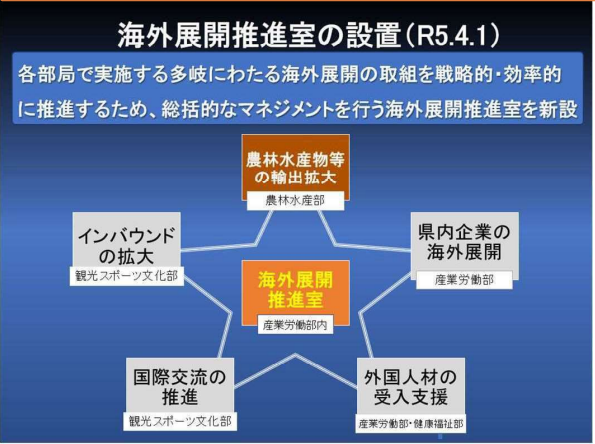 海外展開推進室の設置(R5.4.1)
各部局で実施する多岐にわたる海外展開の取組を戦略的・効率的
に推進するため、総括的なマネジメントを行う海外展開推進室を新設
農林水産物等
の輸出拡大
農林水産部
インバウンド
の拡大
観光スポーツ文化部
県内企業の
海外展開
産業労働部
海外展開
推進室
産業労働部内
国際交流の
推進
観光スポーツ文化部
外国人材の
受入支援
産業労働部・健康福祉部